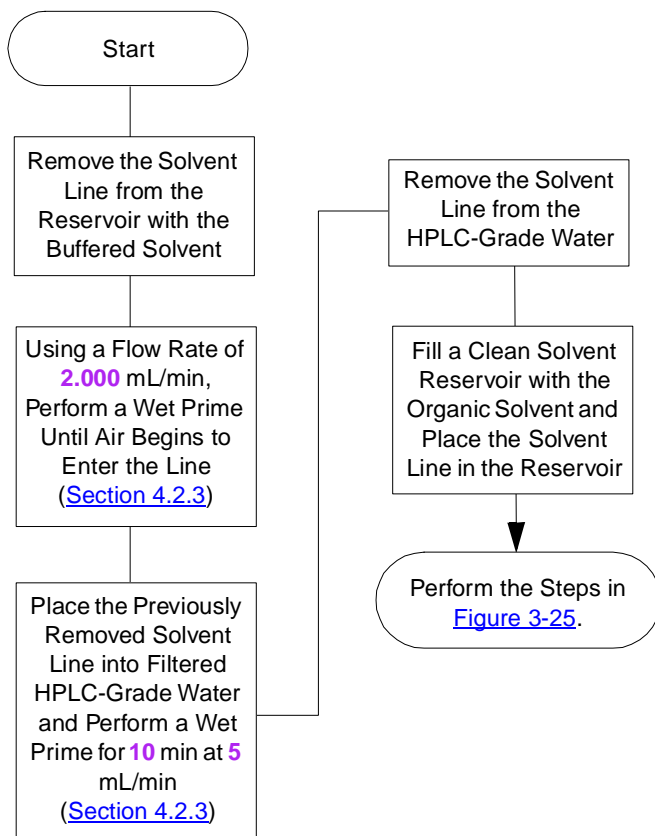 Start
Remove the Solvent
Line from the
Reservoir with the
Buffered Solvent
Using a Flow Rate of
2.000 mL/min,
Perform a Wet Prime
Until Air Begins to
Enter the Line
(Section 4.2.3)
Place the Previously
Removed Solvent
Line into Filtered
HPLC-Grade Water
and Perform a Wet
Prime for 10 min at 5
mL/min
(Section 4.2.3)
Remove the Solvent
Line from the
HPLC-Grade Water
Fill a Clean Solvent
Reservoir with the
Organic Solvent and
Place the Solvent
Line in the Reservoir
Perform the Steps in
Figure 3-25.